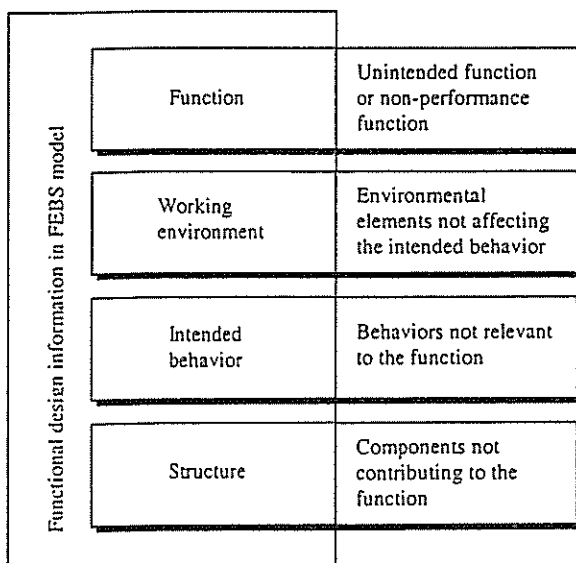 Functional design information in FEBS model
Function
Unintended function
or non-performance
function
Working
environment
Environmental
elements not affecting
the intended behavior
Intended
behavior
Behaviors not relevant
to the function
Structure
Components not
contributing to the
function